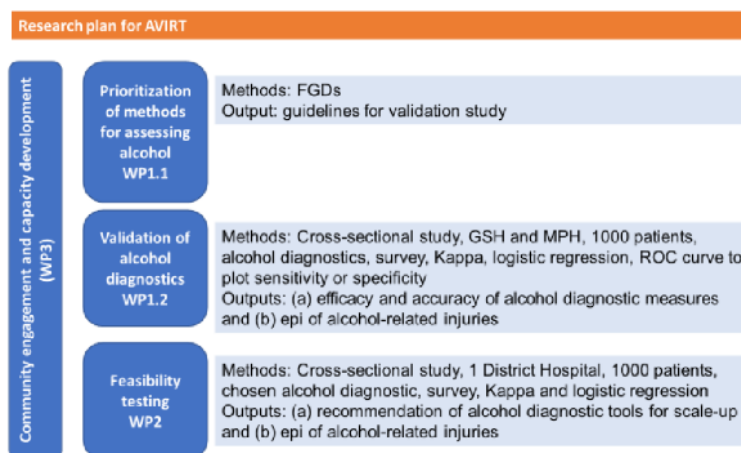 Research plan for AVIRT
Community engagement and capacity development
(WP3)
Prioritization
of methods
for assessing
alcohol
WP1.1
Methods: FGDs
Output: guidelines for validation study
Validation of
alcohol
diagnostics
WP1.2
Methods: Cross-sectional study, GSH and MPH, 1000 patients,
alcohol diagnostics, survey, Kappa, logistic regression, ROC curve to
plot sensitivity or specificity
Outputs: (a) efficacy and accuracy of alcohol diagnostic measures
and (b) epi of alcohol-related injuries
Feasibility
testing
WP2
Methods: Cross-sectional study, 1 District Hospital, 1000 patients,
chosen alcohol diagnostic, survey, Kappa and logistic regression
Outputs: (a) recommendation of alcohol diagnostic tools for scale-up
and (b) epi of alcohol-related injuries